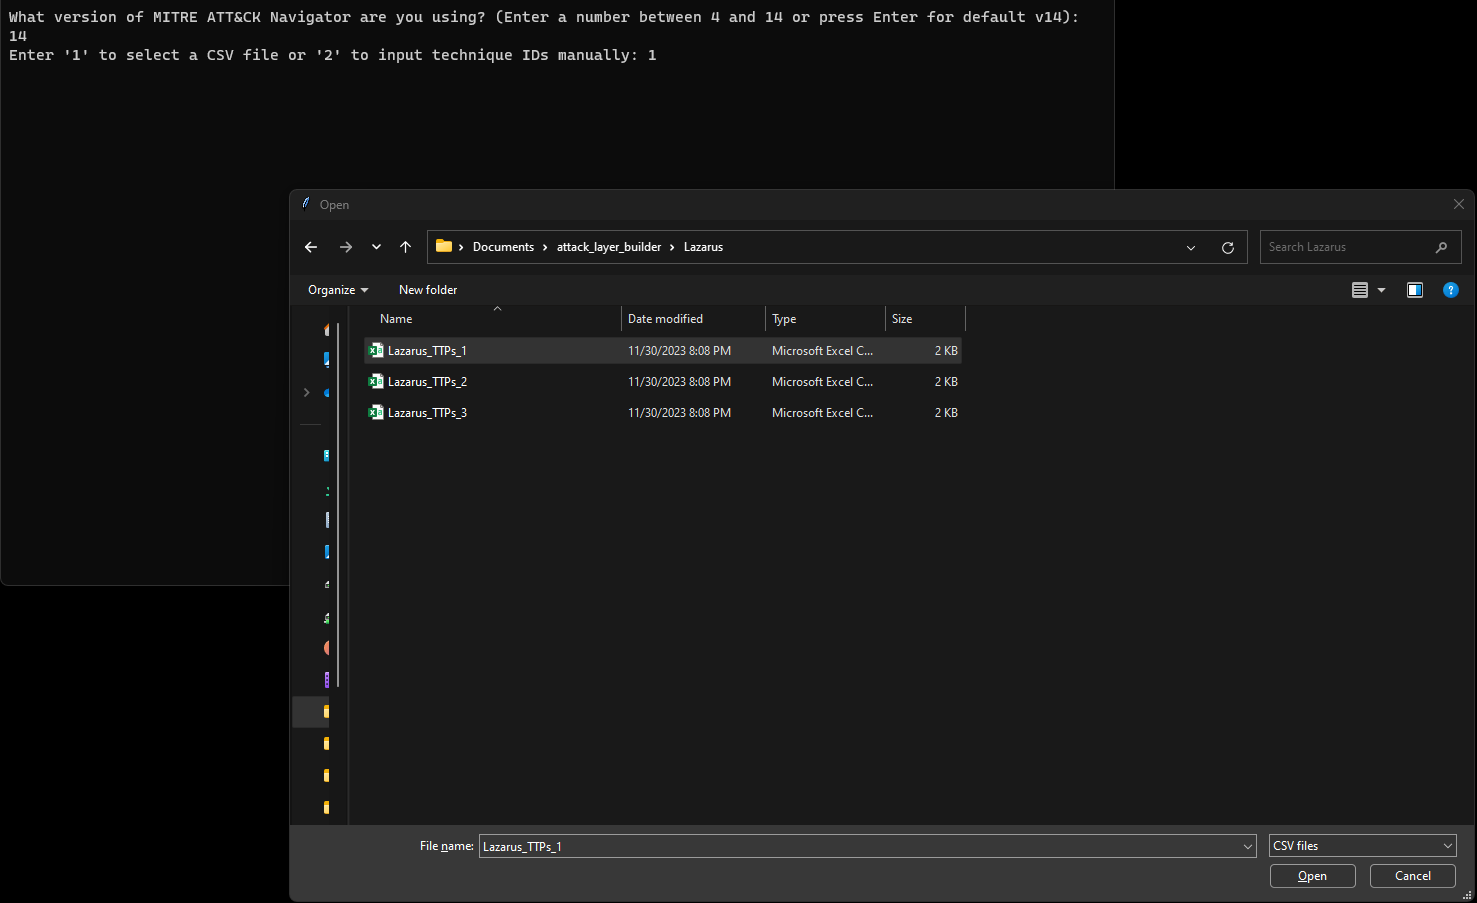 What version of MITRE ATT&CK Navigator are you using? (Enter a number between 4 and 14 or press Enter for default v14):
14
Enter '1' to select a CSV file or '2' to input technique IDs manually: 1
Open
Documents > attack_layer_builder > Lazarus
Search Lazarus
Organize
New folder
Name Date modified Type Size
Lazarus_TTPs_1 11/30/2023 8:08 PM Microsoft Excel C... 2 KB
Lazarus_TTPs_2 11/30/2023 8:08 PM Microsoft Excel C... 2 KB
Lazarus_TTPs_3 11/30/2023 8:08 PM Microsoft Excel C... 2 KB
File name: Lazarus_TTPs_1 CSV files
Open Cancel